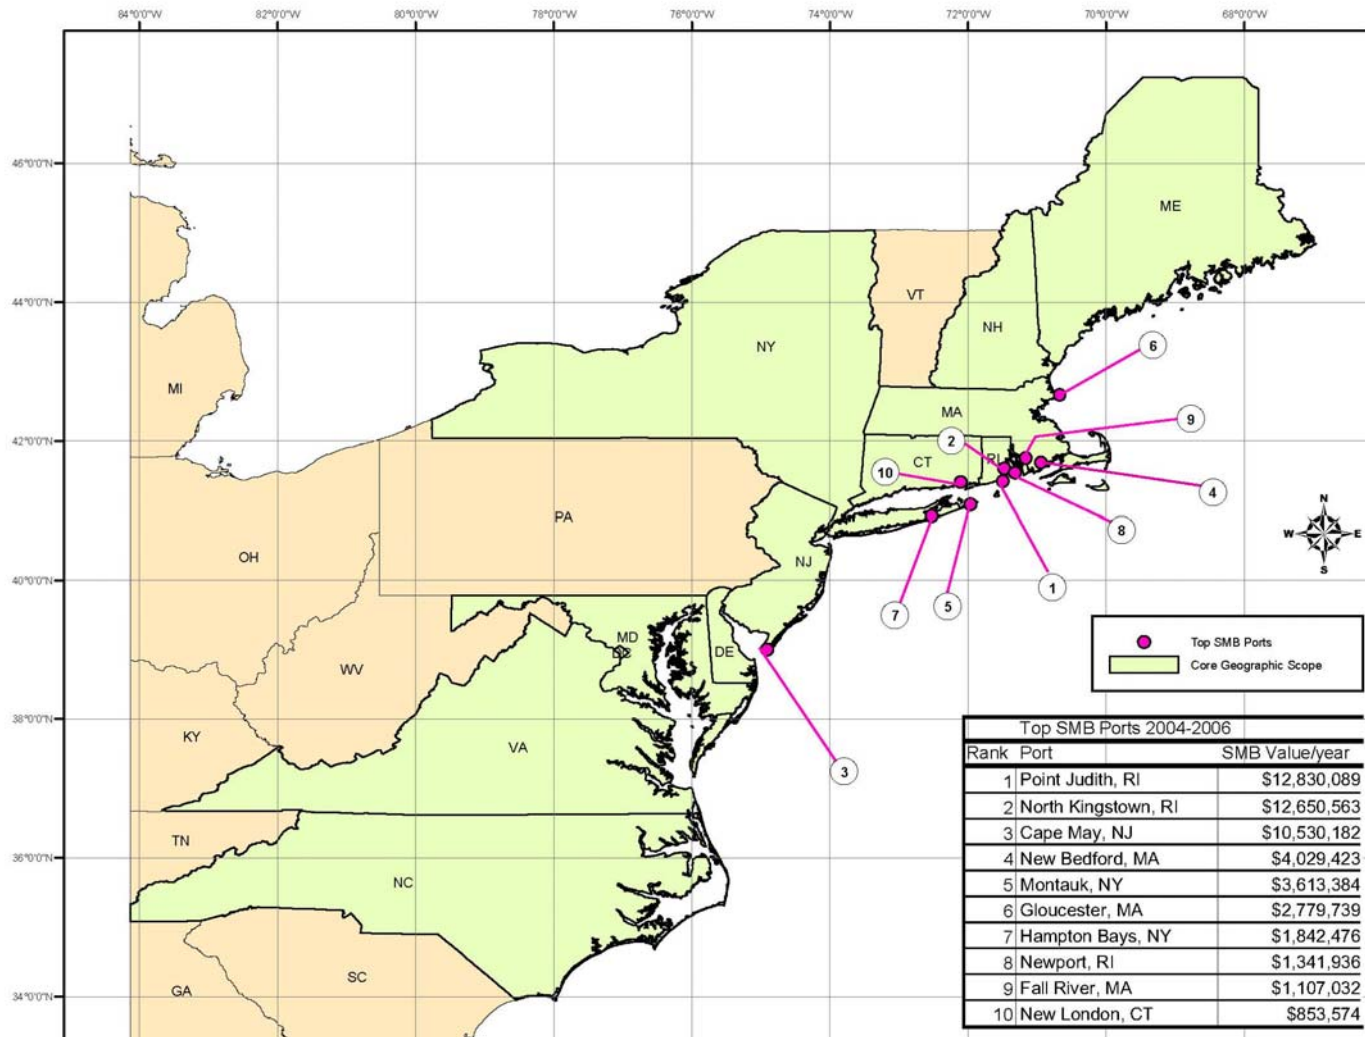 84°0'0"W 82°0'0"W 80°0'0"W 78°0'0"W 76°0'0"W 74°0'0"W 72°0'0"W 70°0'0"W 68°0'0"W
46°0'0"N
ME
44°0'0"N
VT
NH
NY
6
MI
MA
9
42°0'0"N
2
CT
RI
10
4
PA
8
N
W E
S
OH
NJ
40°0'0"N
1
7
5
MD
DC
DE
WV
Top SMB Ports
Core Geographic Scope
38°0'0"N
KY
VA
3
TN
36°0'0"N
NC
SC
GA
34°0'0"N
Top SMB Ports 2004-2006
Rank Port SMB Value/year
1 Point Judith, RI $12,830,089
2 North Kingstown, RI $12,650,563
3 Cape May, NJ $10,530,182
4 New Bedford, MA $4,029,423
5 Montauk, NY $3,613,384
6 Gloucester, MA $2,779,739
7 Hampton Bays, NY $1,842,476
8 Newport, RI $1,341,936
9 Fall River, MA $1,107,032
10 New London, CT $853,574